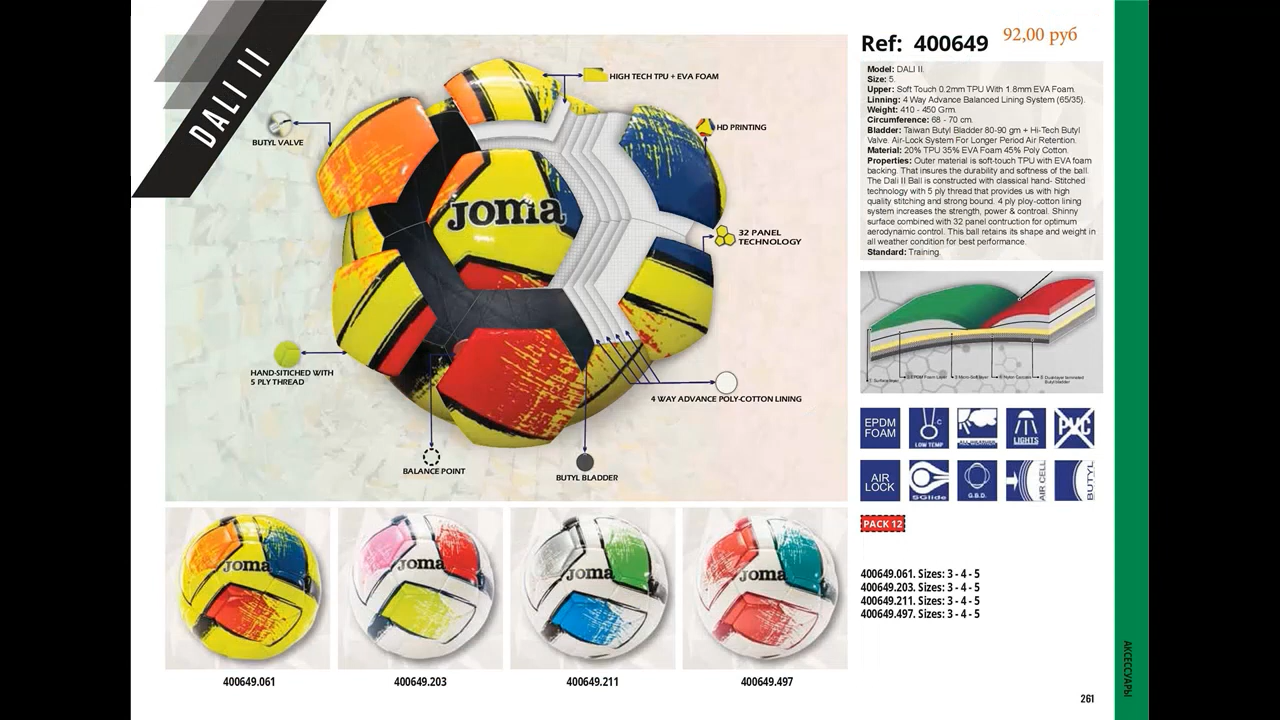 DALI II
HIGH TECH TPU + EVA FOAM
BUTYL VALVE
HD PRINTING
JOMA
32 PANEL
TECHNOLOGY
HAND-SITICHED WITH
5 PLY THREAD
4 WAY ADVANCE POLY-COTTON LINING
BALANCE POINT
BUTYL BLADDER
Ref: 400649
92,00 руб
Model: DALI II.
Size: 5.
Upper: Soft Touch 0.2mm TPU With 1.8mm EVA Foam.
Linning: 4 Way Advance Balanced Lining System (65/35).
Weight: 410 - 450 Grm.
Circumference: 68 - 70 cm.
Bladder: Taiwan Butyl Bladder 80-90 gm + Hi-Tech Butyl
Valve. Air-Lock System For Longer Period Air Retention.
Material: 20% TPU 35% EVA Foam 45% Poly Cotton.
Properties: Outer material is soft-touch TPU with EVA foam
backing. That insures the durability and softness of the ball.
The Dali II Ball is constructed with classical hand- Stitched
technology with 5 ply thread that provides us with high
quality stitching and strong bound. 4 ply ploy-cotton lining
system increases the strength, power & controal. Shinny
surface combined with 32 panel contruction for optimum
aerodynamic control. This ball retains its shape and weight in
all weather condition for best performance.
Standard: Training.
EPDM
FOAM
C
LOW TEMP
LIGHTS
PVC
AIR
LOCK
SGlide
G.B.D.
AIR CELL
BUTYL
PACK 12
400649.061. Sizes: 3 - 4 - 5
400649.203. Sizes: 3 - 4 - 5
400649.211. Sizes: 3 - 4 - 5
400649.497. Sizes: 3 - 4 - 5
JOMA
JOMA
JOMA
JOMA
400649.061
400649.203
400649.211
400649.497
АКСЕССУАРЫ
261